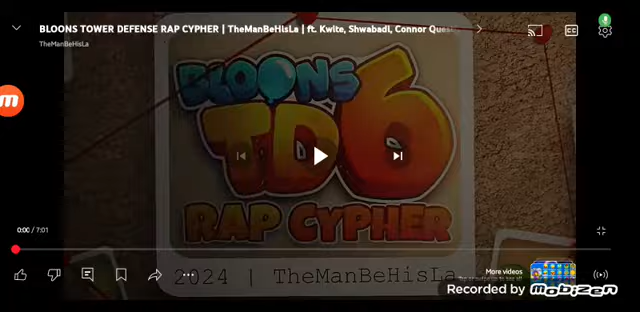 BLOONS TOWER DEFENSE RAP CYPHER | TheManBeHisLa | ft. Kwite, Shwabadi, Connor Ques
TheManBeHisLa
BLOONS
TD6
RAP CYPHER
0:00 / 7:01
2024 | TheManBeHisLa
More videos
Recorded by MOBIZEN